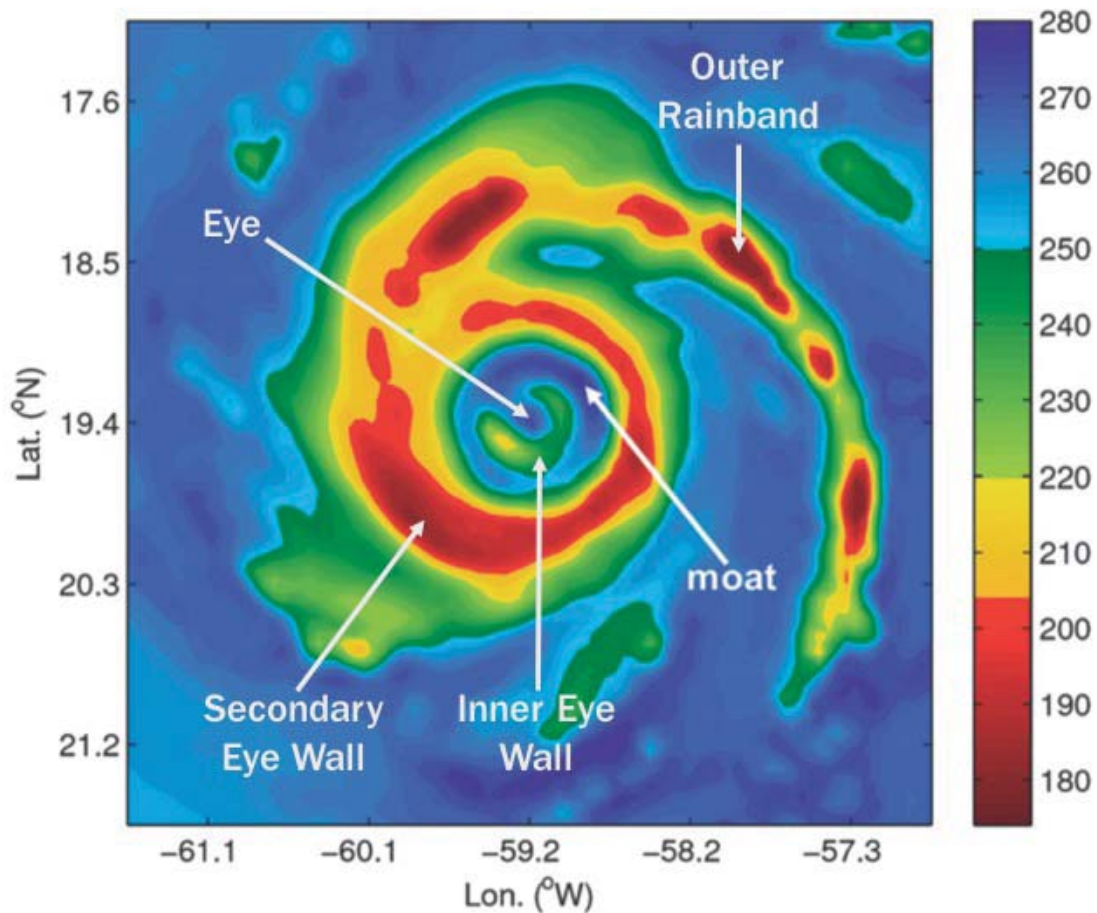 Outer
Rainband
Eye
moat
Secondary
Eye Wall
Inner Eye
Wall
Lat. (°N)
17.6
18.5
19.4
20.3
21.2
−61.1
−60.1
−59.2
−58.2
−57.3
Lon. (°W)
280
270
260
250
240
230
220
210
200
190
180